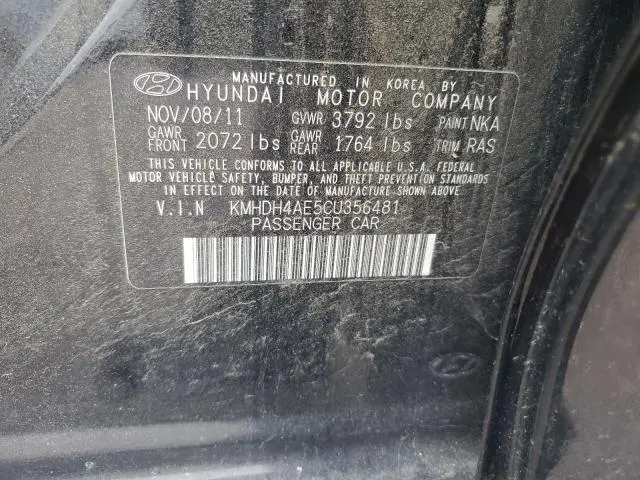 MANUFACTURED IN KOREA BY
HYUNDAI MOTOR COMPANY
NOV/08/11 GVWR 3792 lbs PAINT NKA
GAWR FRONT 2072 lbs GAWR REAR 1764 lbs TRIM RAS
THIS VEHICLE CONFORMS TO ALL APPLICABLE U.S.A. FEDERAL
MOTOR VEHICLE SAFETY, BUMPER, AND THEFT PREVENTION STANDARDS
IN EFFECT ON THE DATE OF MANUFACTURE SHOWN ABOVE.
V.I.N KMHDH4AE5CU356481
PASSENGER CAR